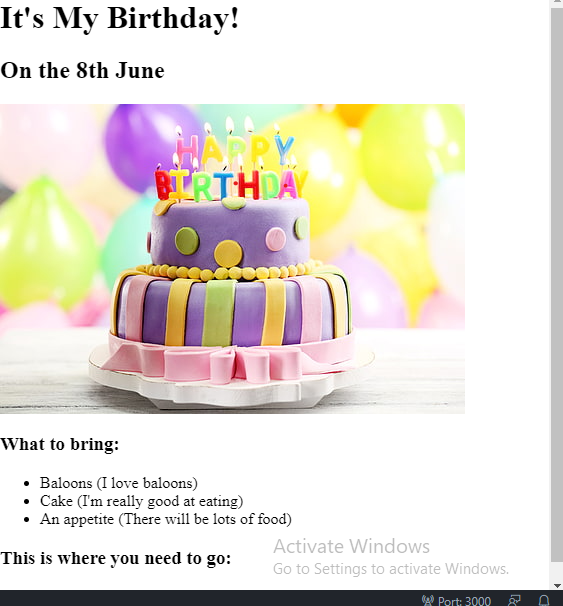 It's My Birthday!
On the 8th June
HAPPY
BIRTHDAY
What to bring:
Baloons (I love baloons)
Cake (I'm really good at eating)
An appetite (There will be lots of food)
This is where you need to go:
Activate Windows
Go to Settings to activate Windows.
Port: 3000